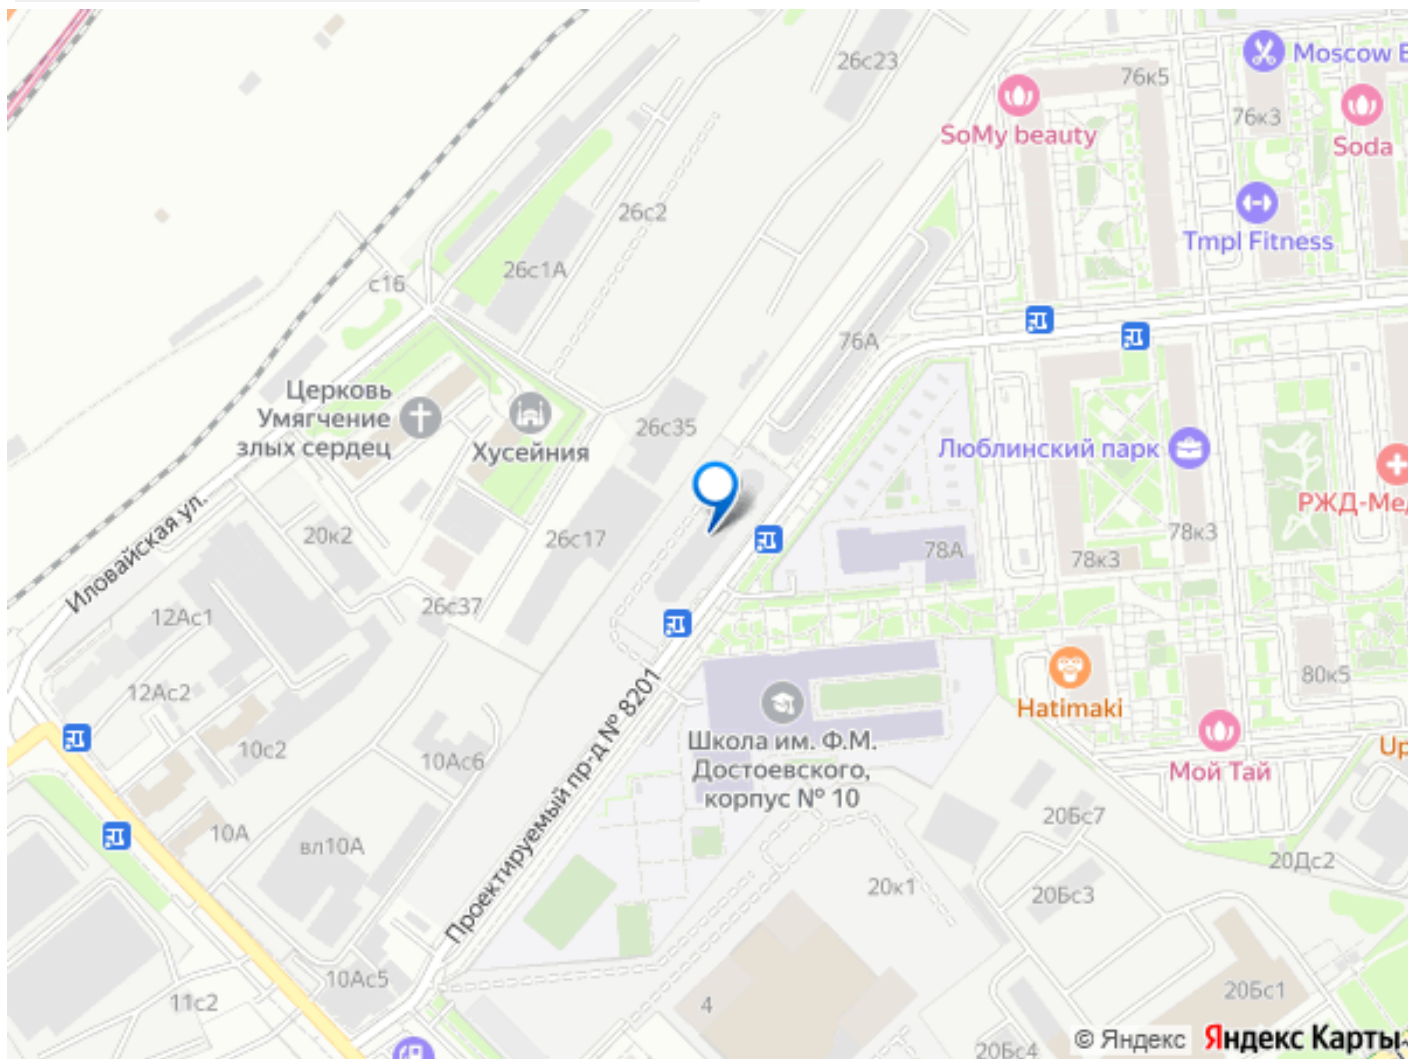 26с23
76к5
Moscow B
76к3
SoMy beauty
Soda
26с2
Tmpl Fitness
26с1А
с16
76А
Церковь
Умягчение
злых сердец
Хусейния
26с35
Люблинский парк
РЖД-Мед
Иловайская ул.
20к2
26с17
78А
78к3
78к3
12Ас1
26с37
12Ас2
Hatimaki
80к5
10с2
10Ас6
Проектируемый пр-д № 8201
Школа им. Ф.М.
Достоевского,
корпус № 10
Мой Тай
Up
10А
вл10А
20Бс7
20Дс2
20к1
20Бс3
10Ас5
11с2
4
20Бс1
20Бс4
© Яндекс
Яндекс Карты